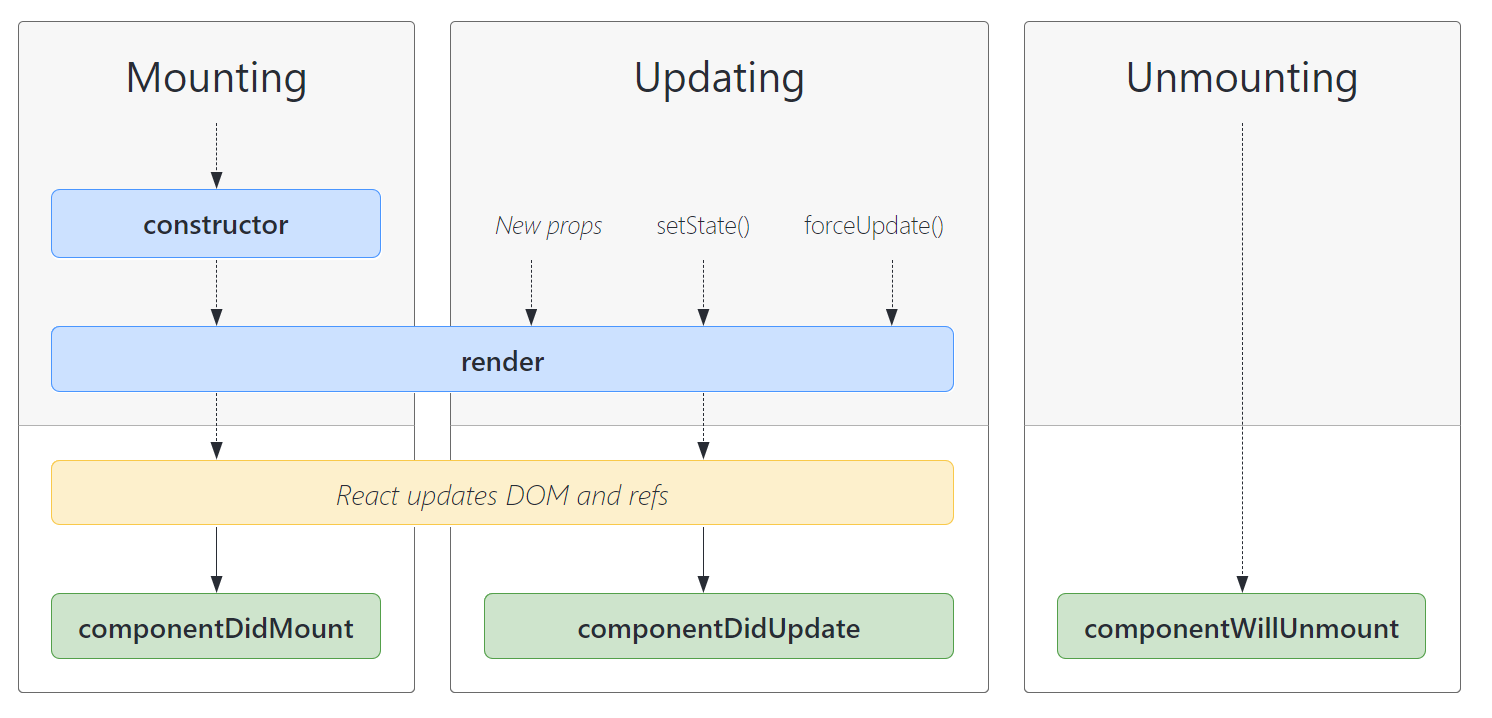 Mounting
Updating
Unmounting
constructor
New props
setState()
forceUpdate()
render
React updates DOM and refs
componentDidMount
componentDidUpdate
componentWillUnmount